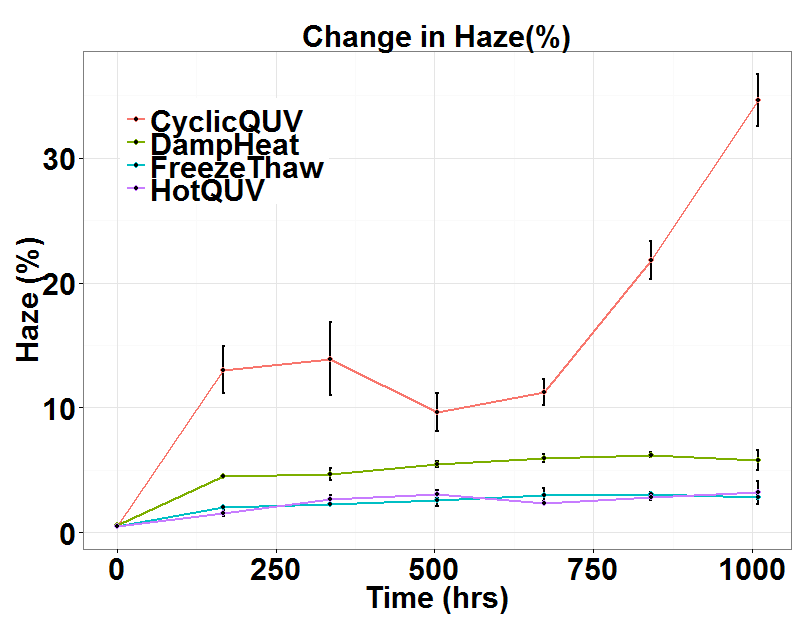 Change in Haze(%)
CyclicQUV
DampHeat
FreezeThaw
HotQUV
Haze (%)
30
20
10
0
0 250 500 750 1000
Time (hrs)